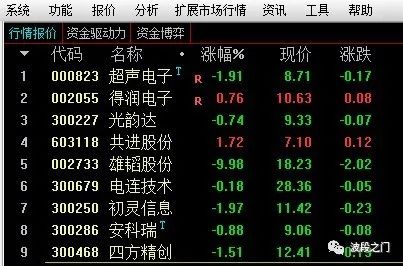 系统 功能 报价 分析 扩展市场行情 资讯 工具 帮助
行情报价 资金驱动力 资金博弈
代码 名称 涨幅% 现价 涨跌
1 000823 超声电子T R -1.91 8.71 -0.17
2 002055 得润电子 R 0.76 10.63 0.08
3 300227 光韵达 -0.74 9.33 -0.07
4 603118 共进股份 1.72 7.10 0.12
5 002733 雄韬股份 -9.98 18.23 -2.02
6 300679 电连技术 -0.18 28.36 -0.05
7 300250 初灵信息 -1.97 11.42 -0.23
8 300286 安科瑞T -0.88 9.06 -0.08
9 300468 四方精创 -1.51 12.41
波段之门